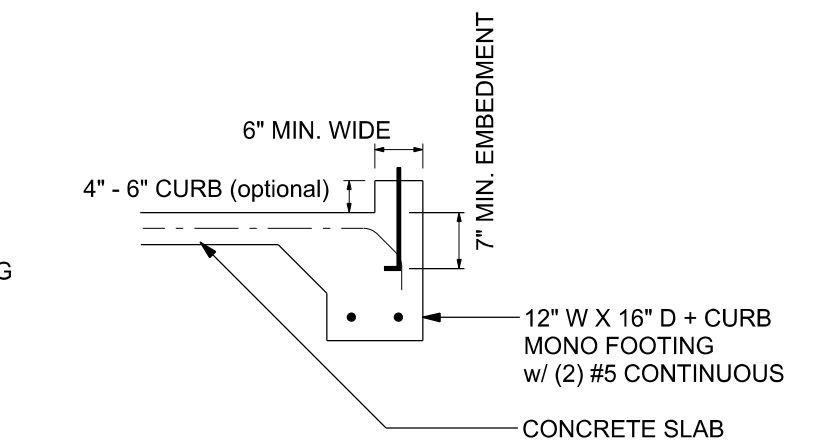 6" MIN. WIDE
7" MIN. EMBEDMENT
4" - 6" CURB (optional)
G
12" W X 16" D + CURB
MONO FOOTING
w/ (2) #5 CONTINUOUS
CONCRETE SLAB